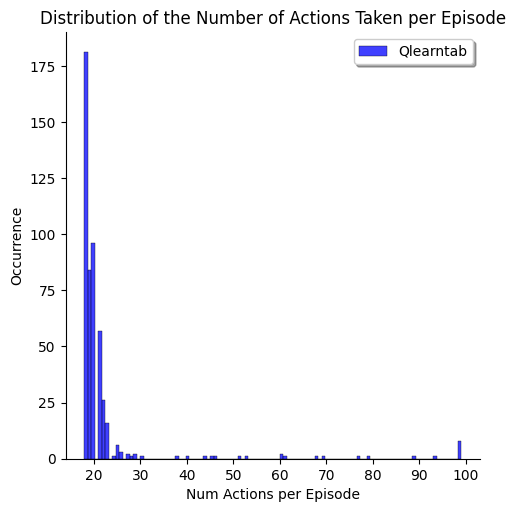 Distribution of the Number of Actions Taken per Episode
Qlearntab
175
150
125
100
75
50
25
0
Occurrence
20 30 40 50 60 70 80 90 100
Num Actions per Episode